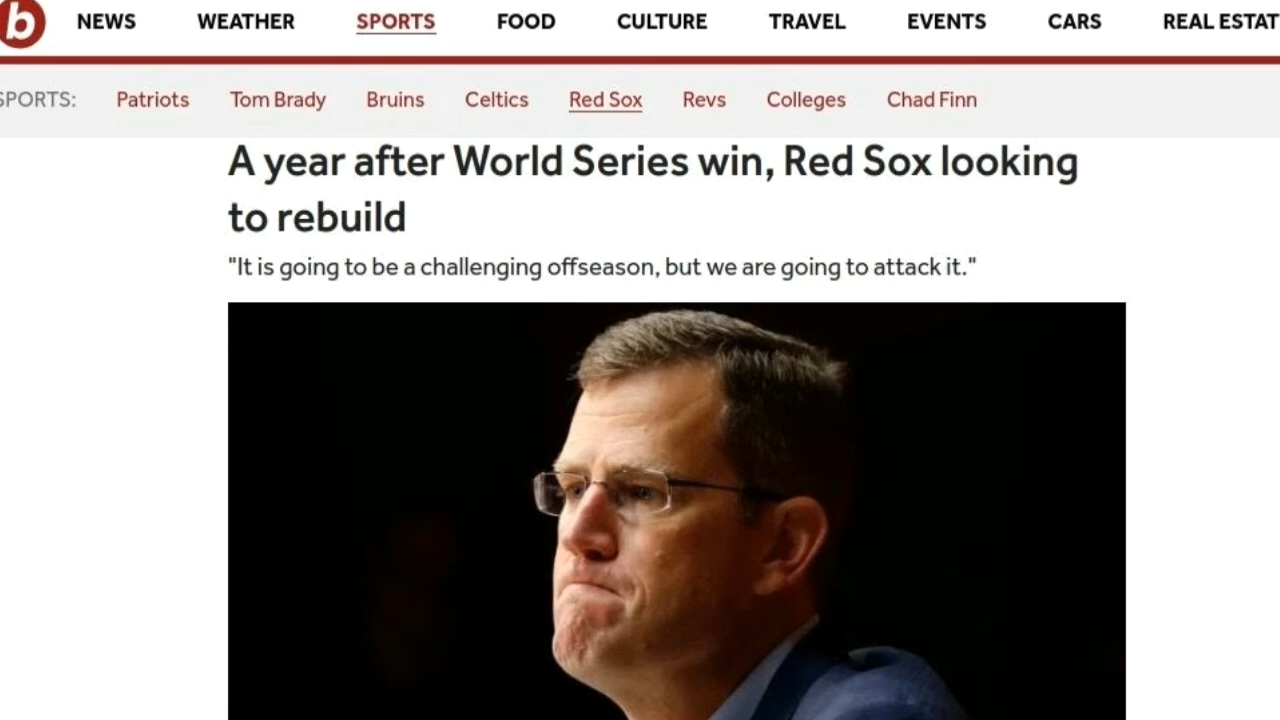 b NEWS WEATHER SPORTS FOOD CULTURE TRAVEL EVENTS CARS REAL ESTAT
SPORTS: Patriots Tom Brady Bruins Celtics Red Sox Revs Colleges Chad Finn
A year after World Series win, Red Sox looking
to rebuild
"It is going to be a challenging offseason, but we are going to attack it."